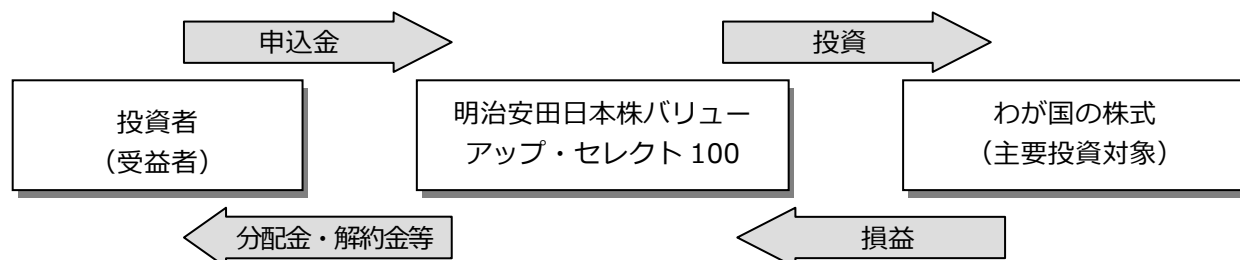 申込金
投資
投資者
（受益者）
明治安田日本株バリュー
アップ・セレクト 100
わが国の株式
（主要投資対象）
分配金・解約金等
損益